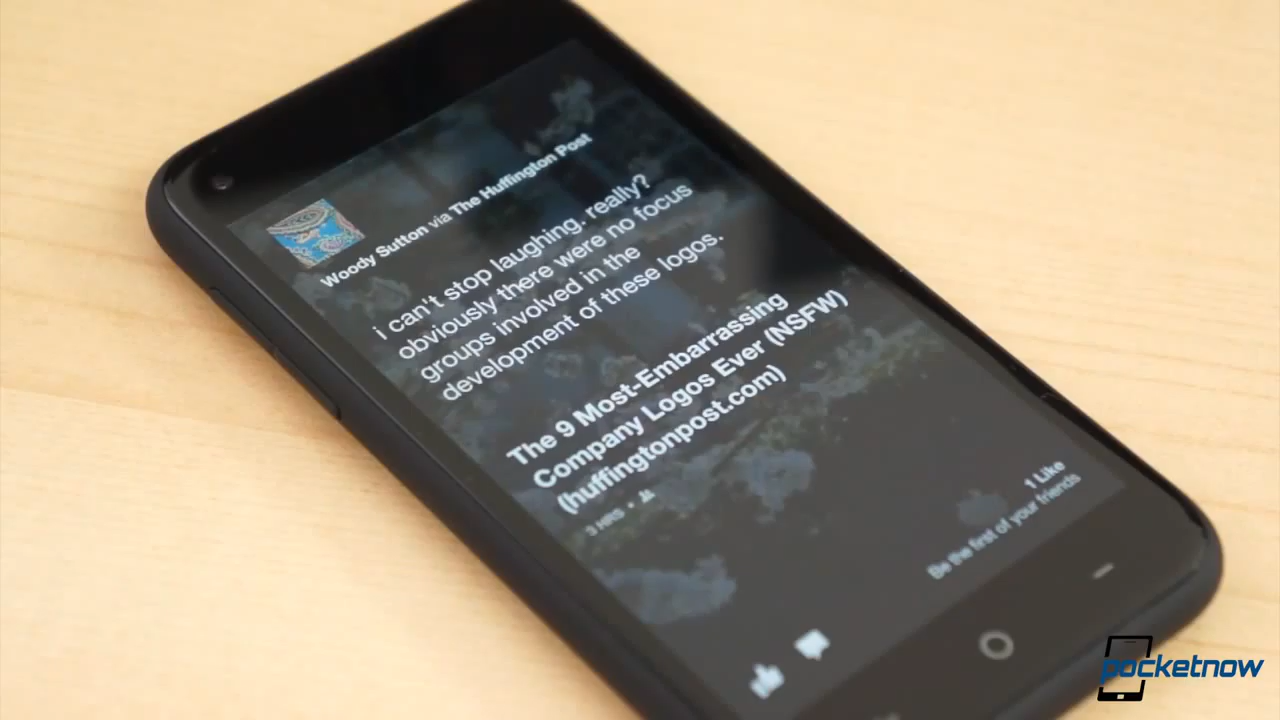 Woody Sutton via The Huffington Post
i can't stop laughing. really?
obviously there were no focus
groups involved in the
development of these logos.
The 9 Most-Embarrassing
Company Logos Ever (NSFW)
(huffingtonpost.com)
3 HRS •
1 Like
Be the first of your friends
pocketnow